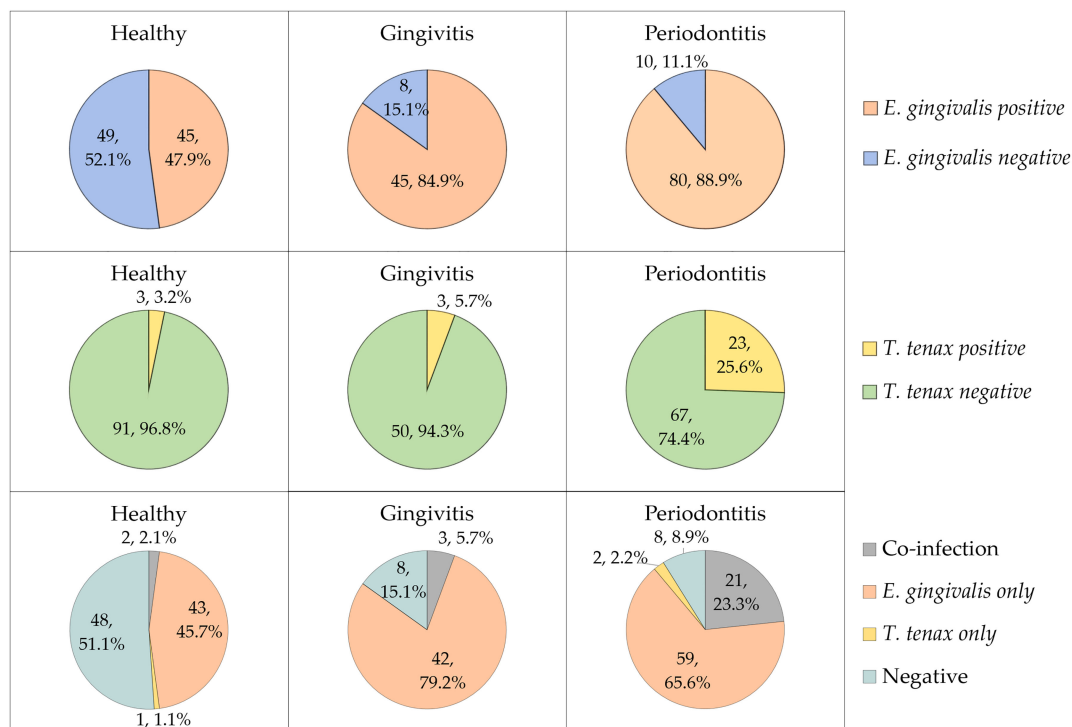 Healthy
49,
52.1%
45,
47.9%
Gingivitis
8,
15.1%
45, 84.9%
Periodontitis
10, 11.1%
80, 88.9%
E. gingivalis positive
E. gingivalis negative
Healthy
3, 3.2%
91, 96.8%
Gingivitis
3, 5.7%
50, 94.3%
Periodontitis
23,
25.6%
67,
74.4%
T. tenax positive
T. tenax negative
Healthy
2, 2.1%
48,
51.1%
43,
45.7%
1, 1.1%
Gingivitis
3, 5.7%
8,
15.1%
42,
79.2%
Periodontitis
8, 8.9%
2, 2.2%
21,
23.3%
59,
65.6%
Co-infection
E. gingivalis only
T. tenax only
Negative